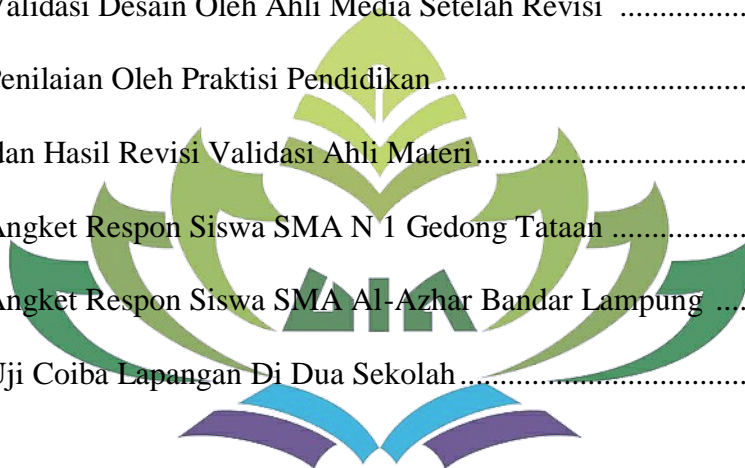 Validasi Desain Oleh Ahli Media Setelah Revisi ..............
Penilaian Oleh Praktisi Pendidikan .......................................
dan Hasil Revisi Validasi Ahli Materi ..................................
Angket Respon Siswa SMA N 1 Gedong Tataan .................
Angket Respon Siswa SMA Al-Azhar Bandar Lampung ....
Uji Coiba Lapangan Di Dua Sekolah ....................................